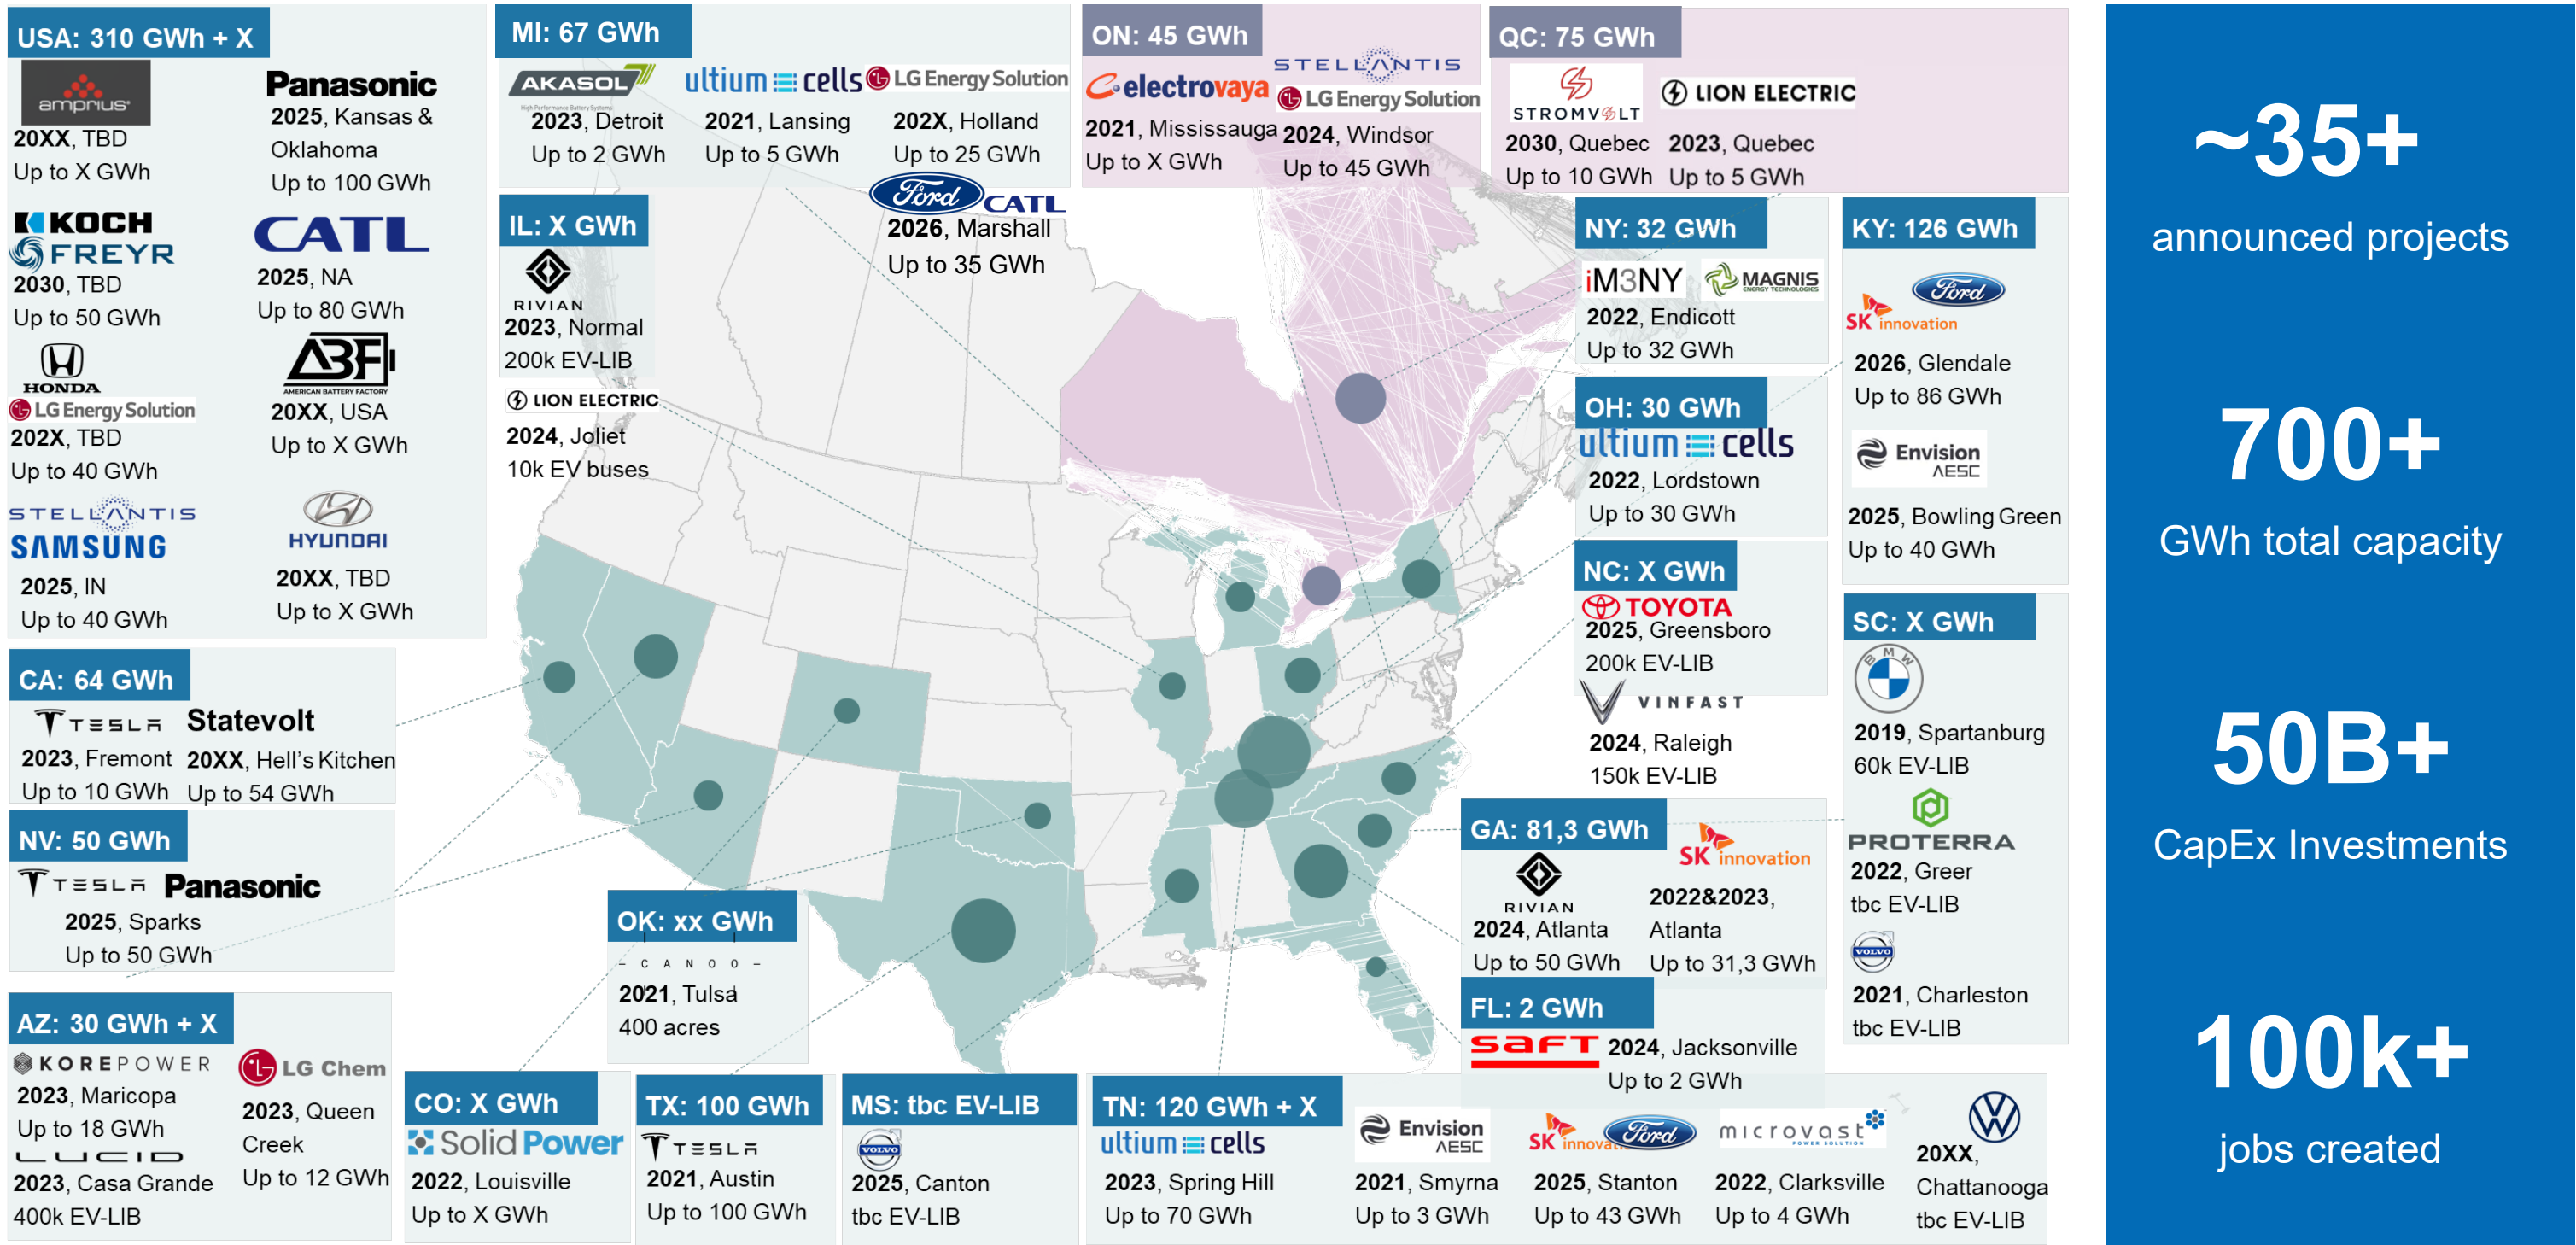 USA: 310 GWh + X
amprius
20XX, TBD
Up to X GWh
Panasonic
2025, Kansas &
Oklahoma
Up to 100 GWh
KOCH
FREYR
2030, TBD
Up to 50 GWh
CATL
2025, NA
Up to 80 GWh
HONDA
LG Energy Solution
202X, TBD
Up to 40 GWh
ABF
AMERICAN BATTERY FACTORY
20XX, USA
Up to X GWh
STELLANTIS
SAMSUNG
2025, IN
Up to 40 GWh
HYUNDAI
20XX, TBD
Up to X GWh
CA: 64 GWh
TESLA
2023, Fremont
Up to 10 GWh
Statevolt
20XX, Hell's Kitchen
Up to 54 GWh
NV: 50 GWh
TESLA Panasonic
2025, Sparks
Up to 50 GWh
AZ: 30 GWh + X
KOREPOWER
2023, Maricopa
Up to 18 GWh
LUCID
2023, Casa Grande
400k EV-LIB
LG Chem
2023, Queen
Creek
Up to 12 GWh
MI: 67 GWh
AKASOL
High Performance Battery Systems
2023, Detroit
Up to 2 GWh
ultium cells
2021, Lansing
Up to 5 GWh
LG Energy Solution
202X, Holland
Up to 25 GWh
Ford CATL
2026, Marshall
Up to 35 GWh
IL: X GWh
RIVIAN
2023, Normal
200k EV-LIB
LION ELECTRIC
2024, Joliet
10k EV buses
ON: 45 GWh
electrovaya
2021, Mississauga
Up to X GWh
STELLANTIS
LG Energy Solution
2024, Windsor
Up to 45 GWh
QC: 75 GWh
STROMVOLT
2030, Quebec
Up to 10 GWh
LION ELECTRIC
2023, Quebec
Up to 5 GWh
NY: 32 GWh
iM3NY
MAGNIS
ENERGY TECHNOLOGIES
2022, Endicott
Up to 32 GWh
KY: 126 GWh
Ford
SK innovation
2026, Glendale
Up to 86 GWh
Envision
AESC
2025, Bowling Green
Up to 40 GWh
OH: 30 GWh
ultium cells
2022, Lordstown
Up to 30 GWh
NC: X GWh
TOYOTA
2025, Greensboro
200k EV-LIB
VINFAST
2024, Raleigh
150k EV-LIB
SC: X GWh
BMW
2019, Spartanburg
60k EV-LIB
PROTERRA
2022, Greer
tbc EV-LIB
VOLVO
2021, Charleston
tbc EV-LIB
GA: 81,3 GWh
RIVIAN
2024, Atlanta
Up to 50 GWh
SK innovation
2022&2023,
Atlanta
Up to 31,3 GWh
FL: 2 GWh
saft
2024, Jacksonville
Up to 2 GWh
OK: xx GWh
CANOO
2021, Tulsa
400 acres
CO: X GWh
Solid Power
2022, Louisville
Up to X GWh
TX: 100 GWh
TESLA
2021, Austin
Up to 100 GWh
MS: tbc EV-LIB
VOLVO
2025, Canton
tbc EV-LIB
TN: 120 GWh + X
ultium cells
2023, Spring Hill
Up to 70 GWh
Envision
AESC
2021, Smyrna
Up to 3 GWh
SK innovat Ford
2025, Stanton
Up to 43 GWh
microvast
POWER SOLUTION
2022, Clarksville
Up to 4 GWh
20XX,
Chattanooga
tbc EV-LIB
~35+
announced projects
700+
GWh total capacity
50B+
CapEx Investments
100k+
jobs created